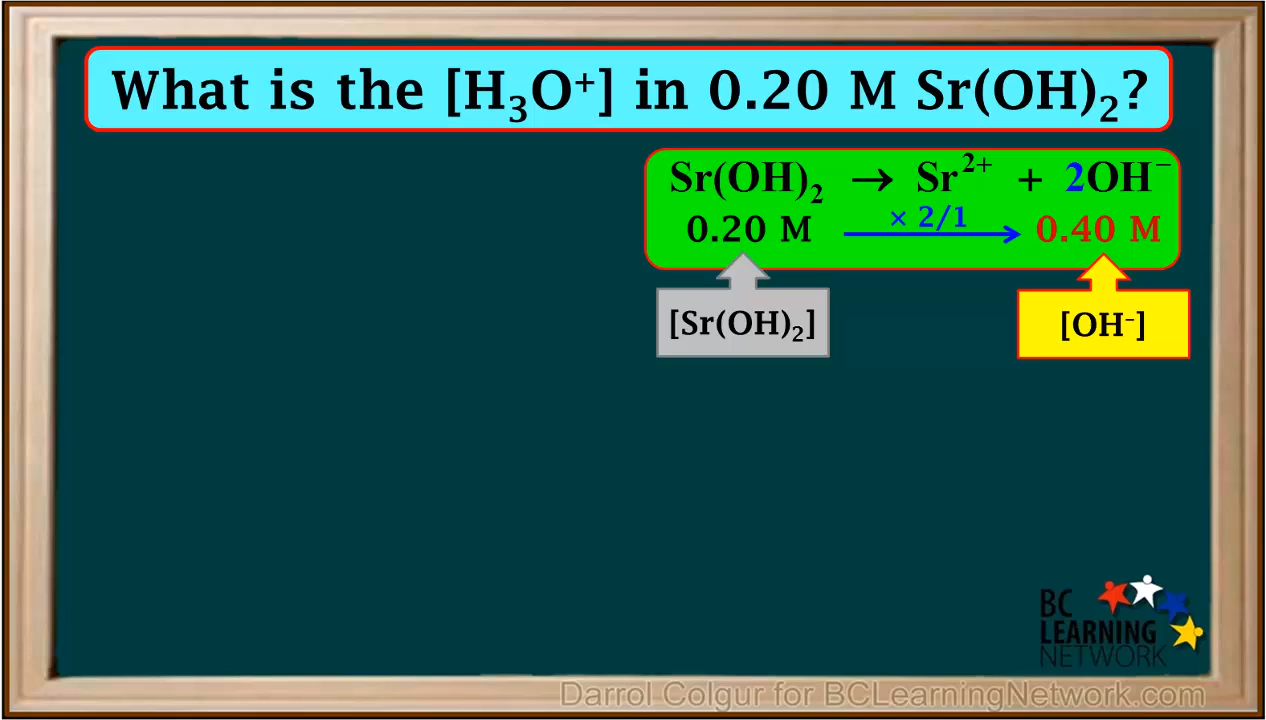 What is the [H₃O⁺] in 0.20 M Sr(OH)₂?
Sr(OH)₂ → Sr²⁺ + 2OH⁻
× 2/1
0.20 M 0.40 M
[Sr(OH)₂] [OH⁻]
BC
LEARNING
NETWORK
Darrol Colgur for BCLearningNetwork.com